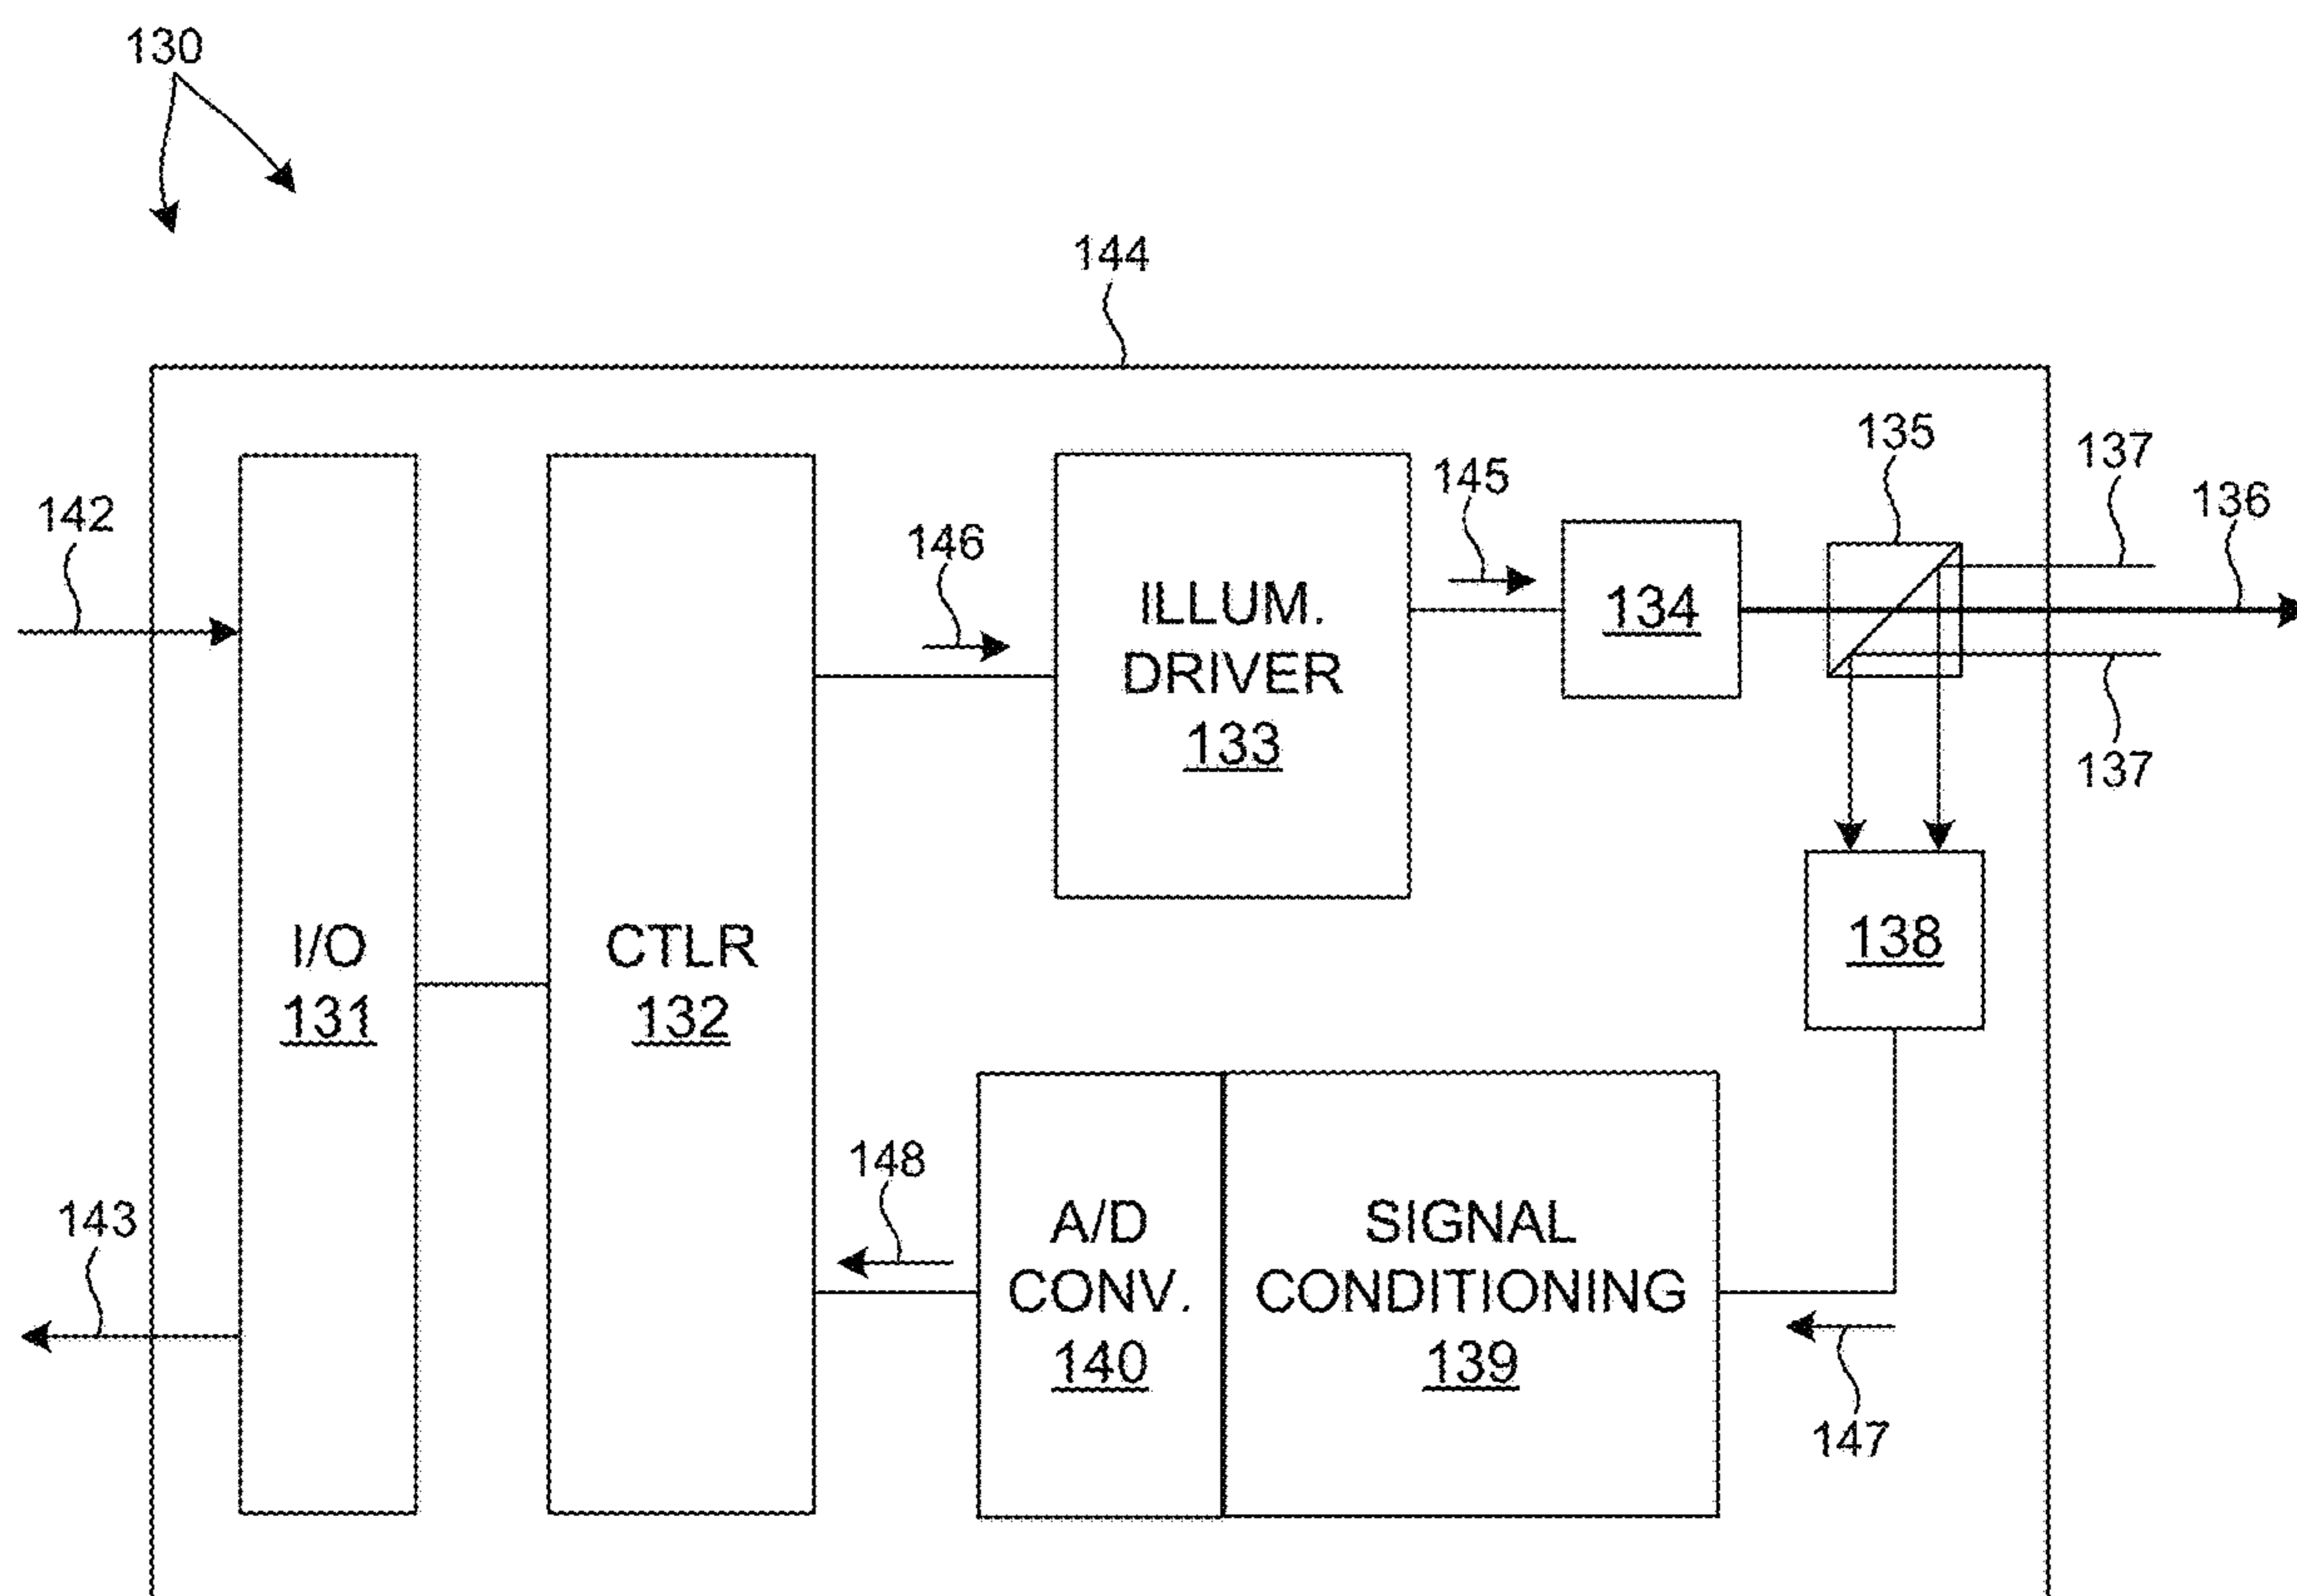 130
144
135
137
136
145
142
146
ILLUM.
DRIVER
133
134
137
138
I/O
131
CTLR
132
148
143
A/D
CONV.
140
SIGNAL
CONDITIONING
139
147